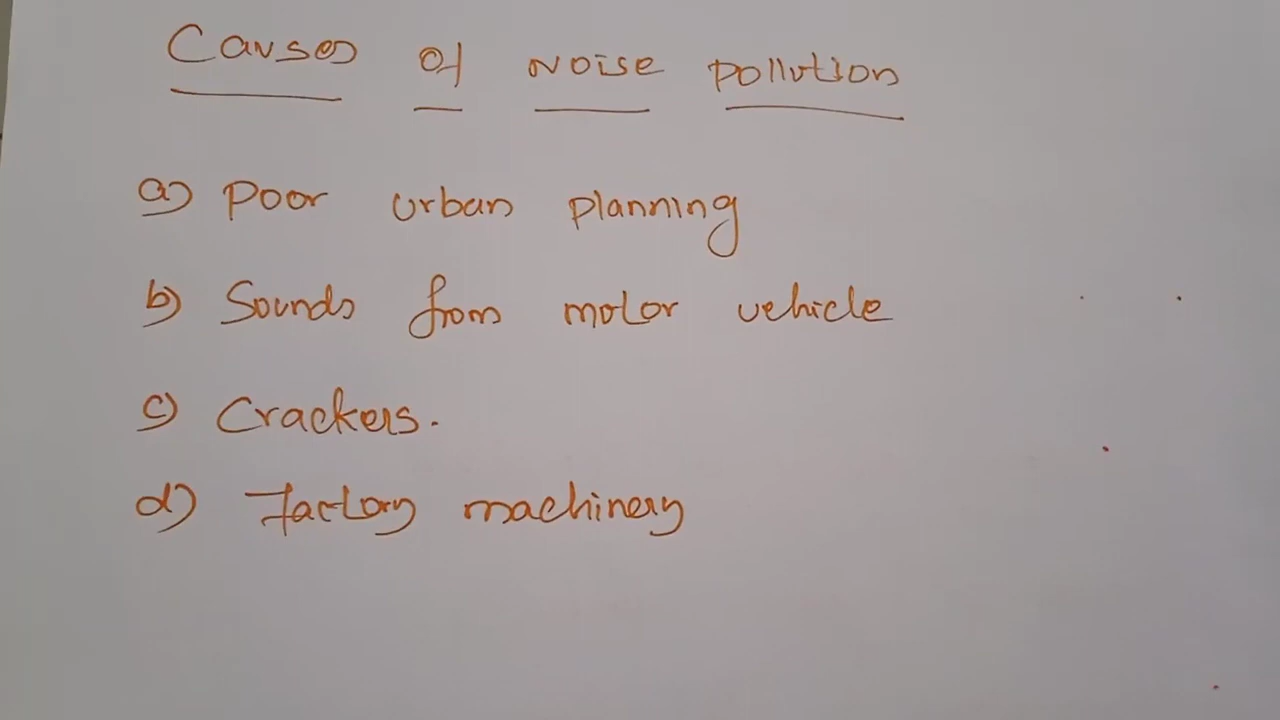 Causes of Noise pollution
a) Poor urban planning
b) Sounds from motor vehicle
c) Crackers.
d) Factory machinery